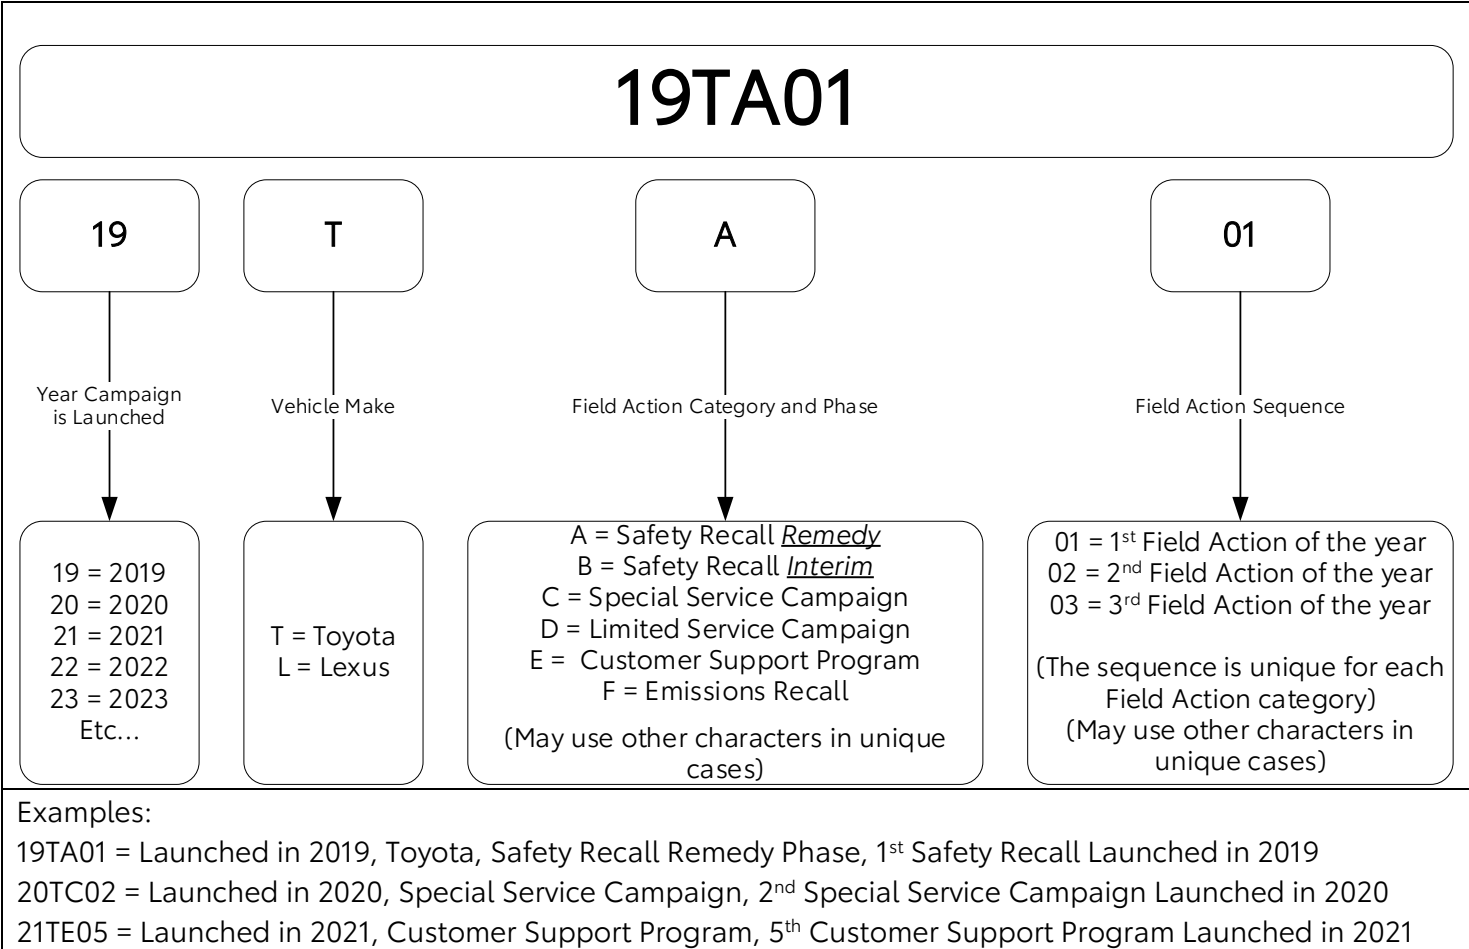 19TA01
19
T
A
01
Year Campaign
is Launched
Vehicle Make
Field Action Category and Phase
Field Action Sequence
19 = 2019
20 = 2020
21 = 2021
22 = 2022
23 = 2023
Etc...
T = Toyota
L = Lexus
A = Safety Recall Remedy
B = Safety Recall Interim
C = Special Service Campaign
D = Limited Service Campaign
E =  Customer Support Program
F = Emissions Recall
(May use other characters in unique
cases)
01 = 1st Field Action of the year
02 = 2nd Field Action of the year
03 = 3rd Field Action of the year
(The sequence is unique for each
Field Action category)
(May use other characters in
unique cases)
Examples:
19TA01 = Launched in 2019, Toyota, Safety Recall Remedy Phase, 1st Safety Recall Launched in 2019
20TC02 = Launched in 2020, Special Service Campaign, 2nd Special Service Campaign Launched in 2020
21TE05 = Launched in 2021, Customer Support Program, 5th Customer Support Program Launched in 2021